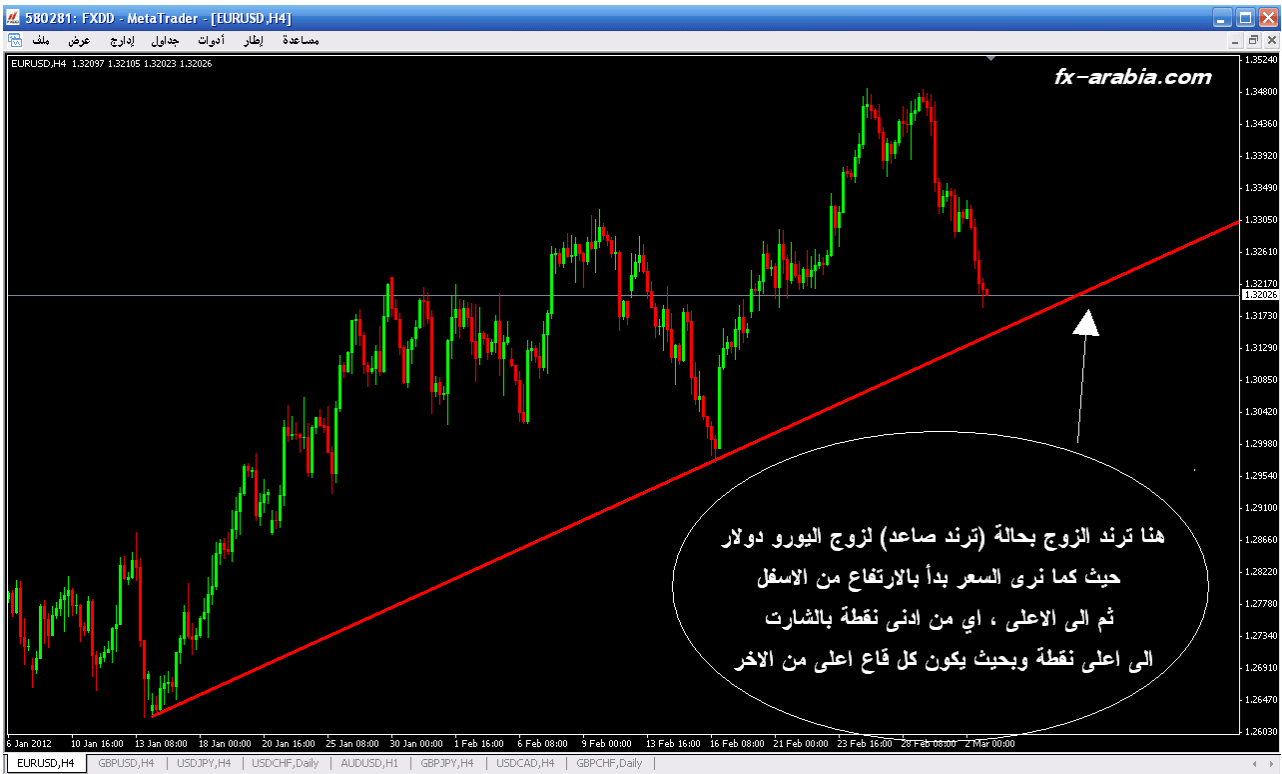 580281: FXDD - MetaTrader - [EURUSD,H4]
ملف عرض إدارج جداول أدوات إطار مساعدة
EURUSD,H4 1.32097 1.32105 1.32023 1.32026
fx-arabia.com
1.35240
1.34800
1.34360
1.33920
1.33490
1.33050
1.32610
1.32170
1.32026
1.31730
1.31290
1.30850
1.30420
1.29980
1.29540
1.29100
1.28660
1.28220
1.27780
1.27340
1.26910
1.26470
1.26030
هنا ترند الزوج بحالة (ترند صاعد) لزوج اليورو دولار
حيث كما نرى السعر بدأ بالارتفاع من الاسفل
ثم الى الاعلى ، اي من ادنى نقطة بالشارت
الى اعلى نقطة وبحيث يكون كل قاع اعلى من الاخر
6 Jan 2012 10 Jan 16:00 13 Jan 08:00 18 Jan 00:00 20 Jan 16:00 25 Jan 08:00 30 Jan 00:00 1 Feb 16:00 6 Feb 08:00 9 Feb 00:00 13 Feb 16:00 16 Feb 08:00 21 Feb 00:00 23 Feb 16:00 28 Feb 08:00 2 Mar 00:00
EURUSD,H4 GBPUSD,H4 USDJPY,H4 USDCHF,Daily AUDUSD,H1 GBPJPY,H4 USDCAD,H4 GBPCHF,Daily